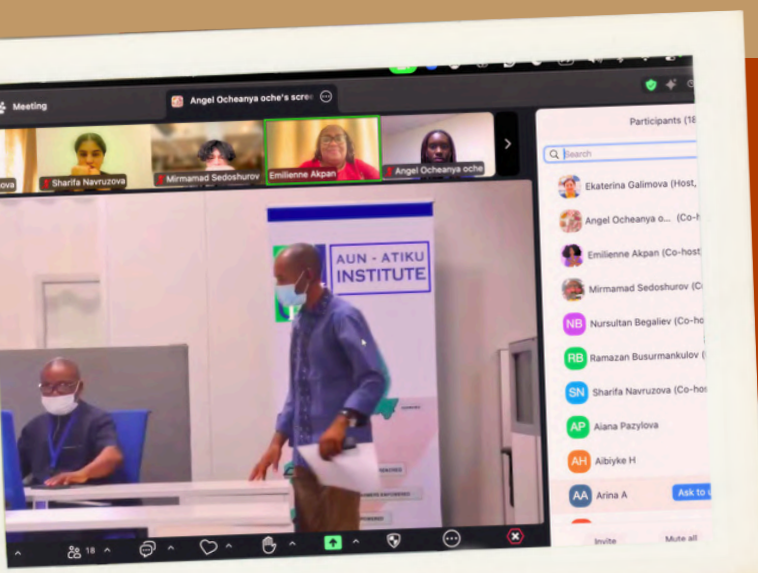 Meeting
Angel Ocheanya oche's scre
ova
Sharifa Navruzova
Mirmamad Sedoshurov
Emilienne Akpan
Angel Ocheanya oche
AUN - ATIKU
INSTITUTE
Participants (18
Search
Ekaterina Galimova (Host,
Angel Ocheanya o... (Co-h
Emilienne Akpan (Co-host
Mirmamad Sedoshurov (C
NB Nursultan Begaliev (Co-ho
RB Ramazan Busurmankulov (
SN Sharifa Navruzova (Co-hos
AP Aiana Pazylova
AH Aibiyke H
AA Arina A Ask to u
18
Invite Mute all